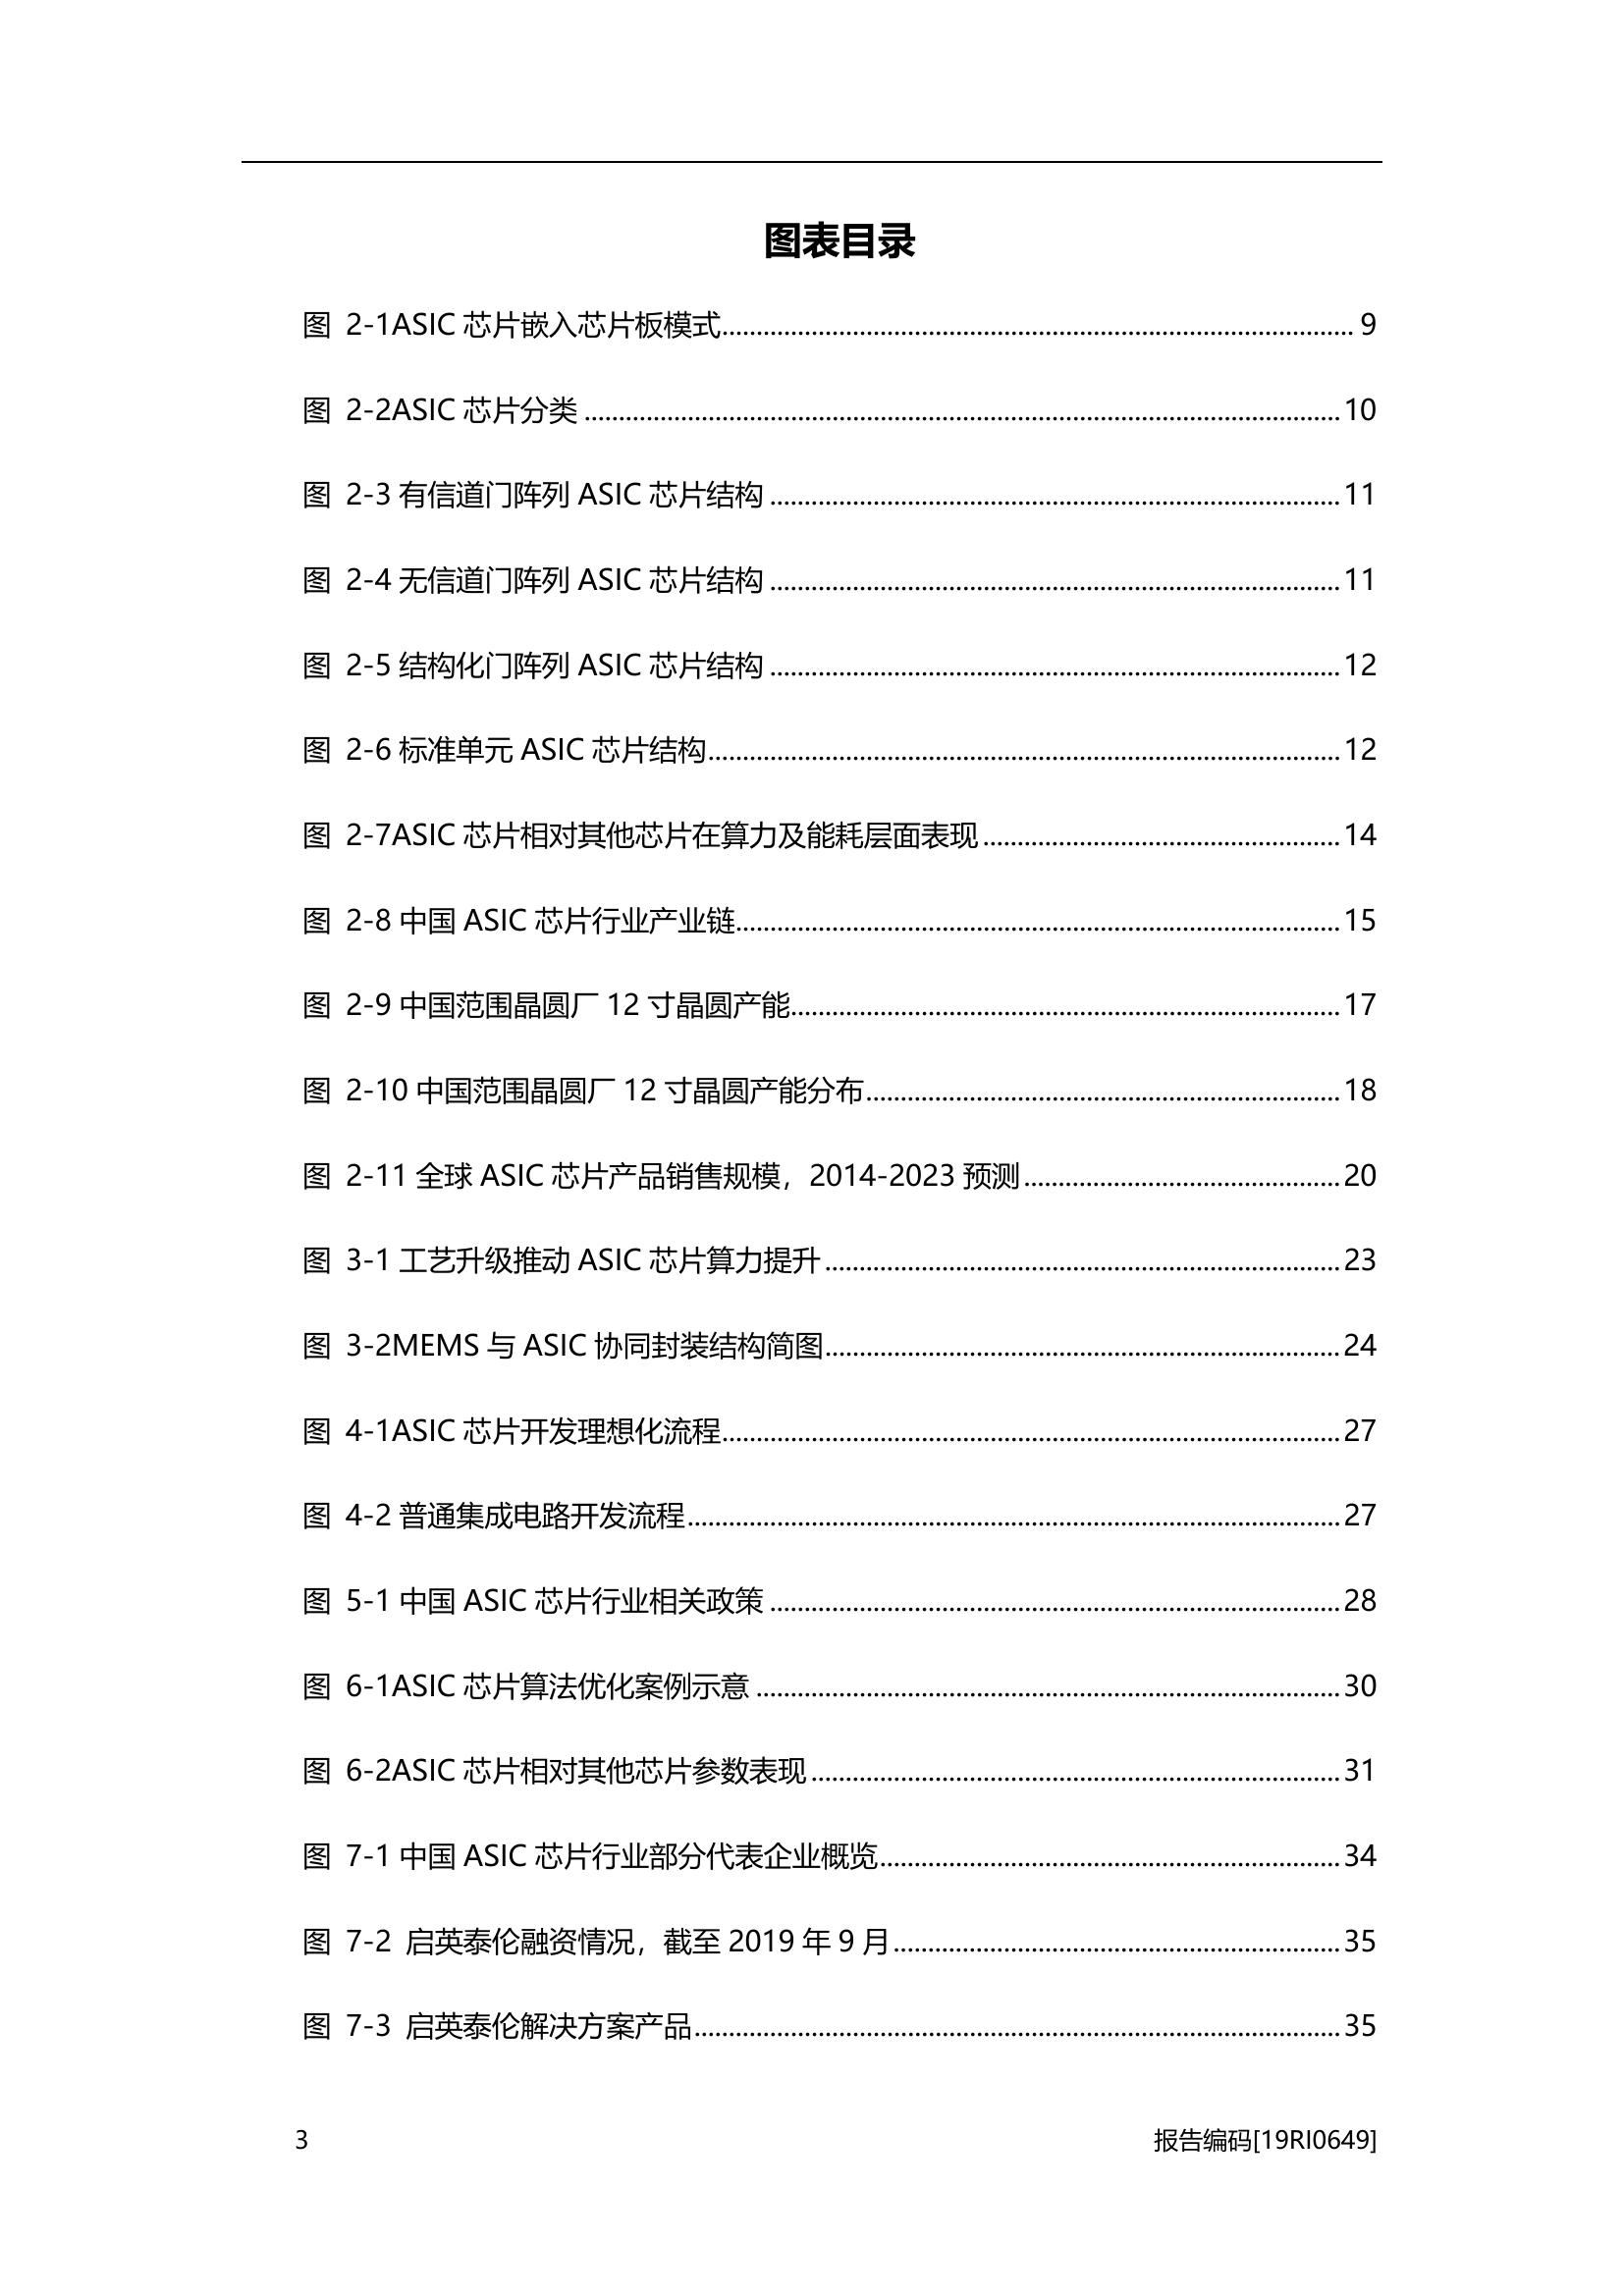 图表目录
图 2-1ASIC 芯片嵌入芯片板模式 9
图 2-2ASIC 芯片分类 10
图 2-3 有信道门阵列 ASIC 芯片结构 11
图 2-4 无信道门阵列 ASIC 芯片结构 11
图 2-5 结构化门阵列 ASIC 芯片结构 12
图 2-6 标准单元 ASIC 芯片结构 12
图 2-7ASIC 芯片相对其他芯片在算力及能耗层面表现 14
图 2-8 中国 ASIC 芯片行业产业链 15
图 2-9 中国范围晶圆厂 12 寸晶圆产能 17
图 2-10 中国范围晶圆厂 12 寸晶圆产能分布 18
图 2-11 全球 ASIC 芯片产品销售规模，2014-2023 预测 20
图 3-1 工艺升级推动 ASIC 芯片算力提升 23
图 3-2MEMS 与 ASIC 协同封装结构简图 24
图 4-1ASIC 芯片开发理想化流程 27
图 4-2 普通集成电路开发流程 27
图 5-1 中国 ASIC 芯片行业相关政策 28
图 6-1ASIC 芯片算法优化案例示意 30
图 6-2ASIC 芯片相对其他芯片参数表现 31
图 7-1 中国 ASIC 芯片行业部分代表企业概览 34
图 7-2 启英泰伦融资情况，截至 2019 年 9 月 35
图 7-3 启英泰伦解决方案产品 35
3 报告编码[19RI0649]